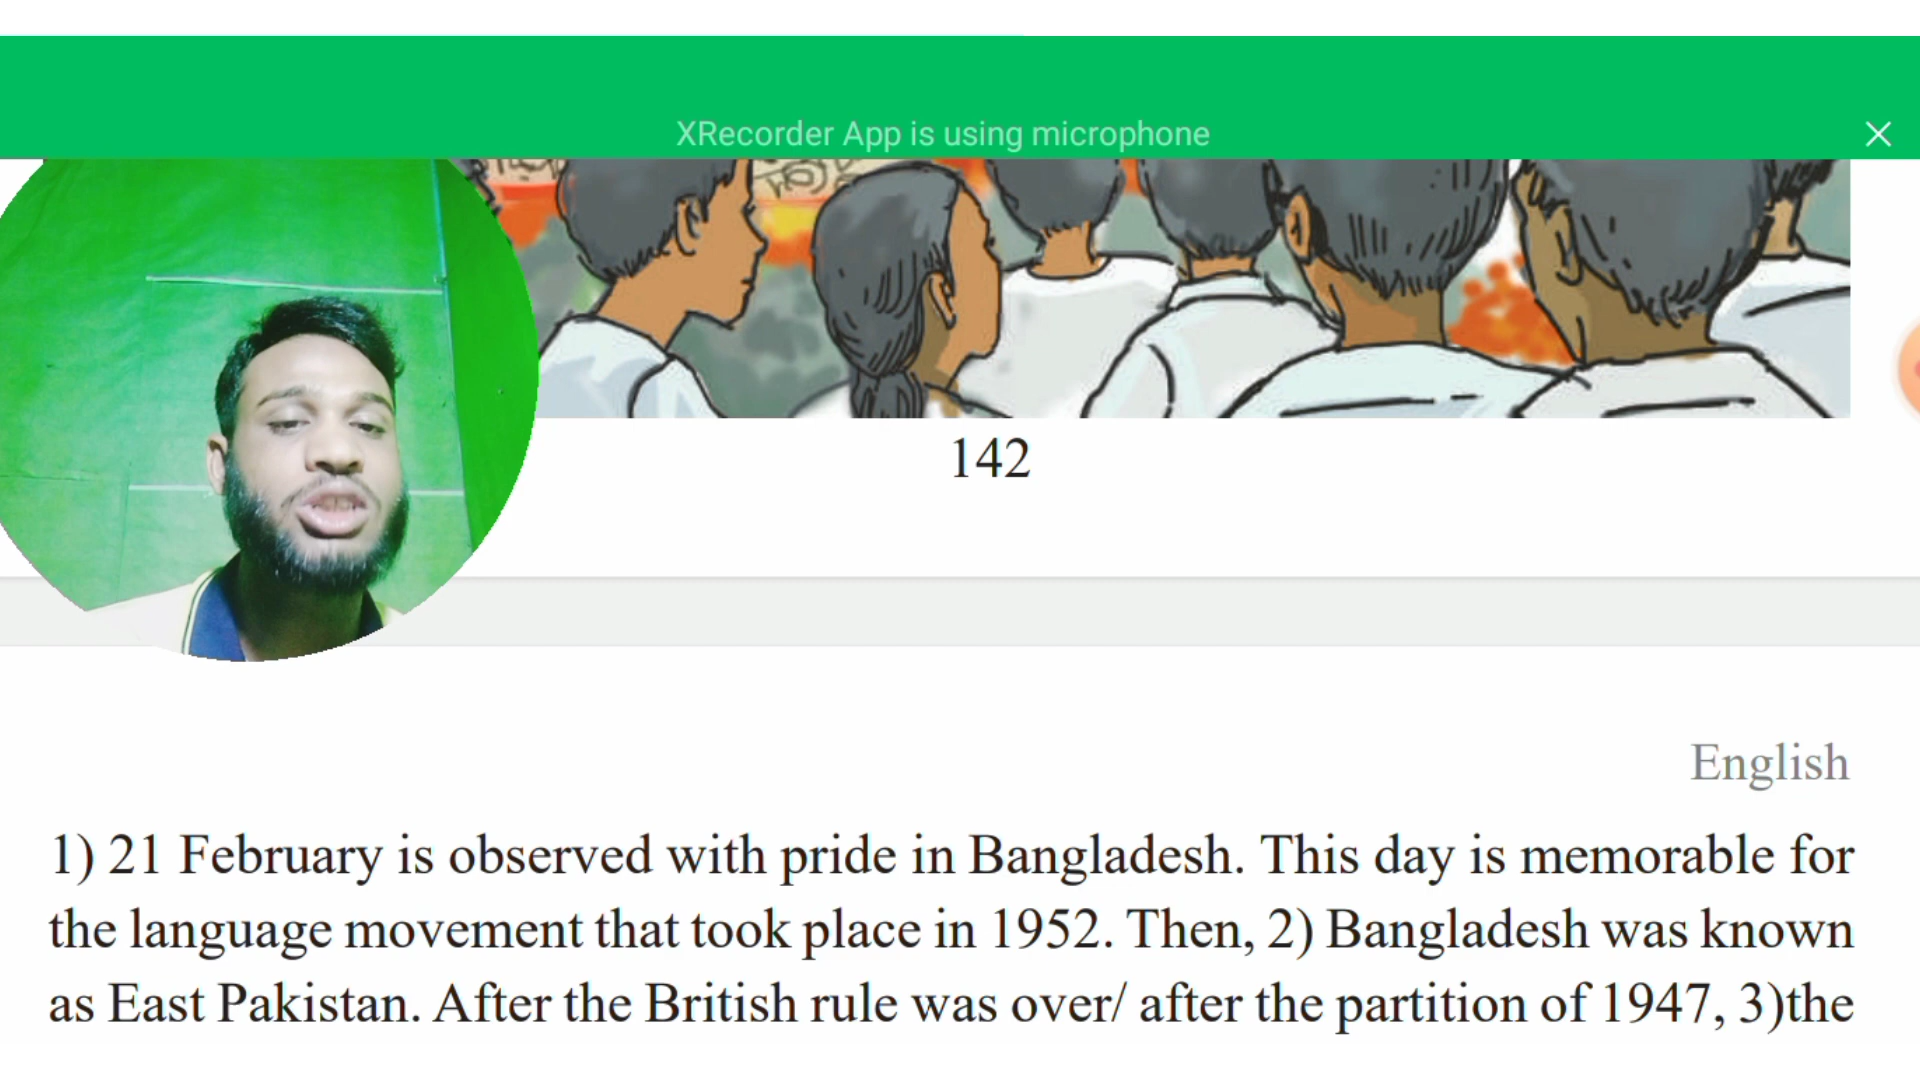 XRecorder App is using microphone
142
English
1) 21 February is observed with pride in Bangladesh. This day is memorable for
the language movement that took place in 1952. Then, 2) Bangladesh was known
as East Pakistan. After the British rule was over/ after the partition of 1947, 3)the